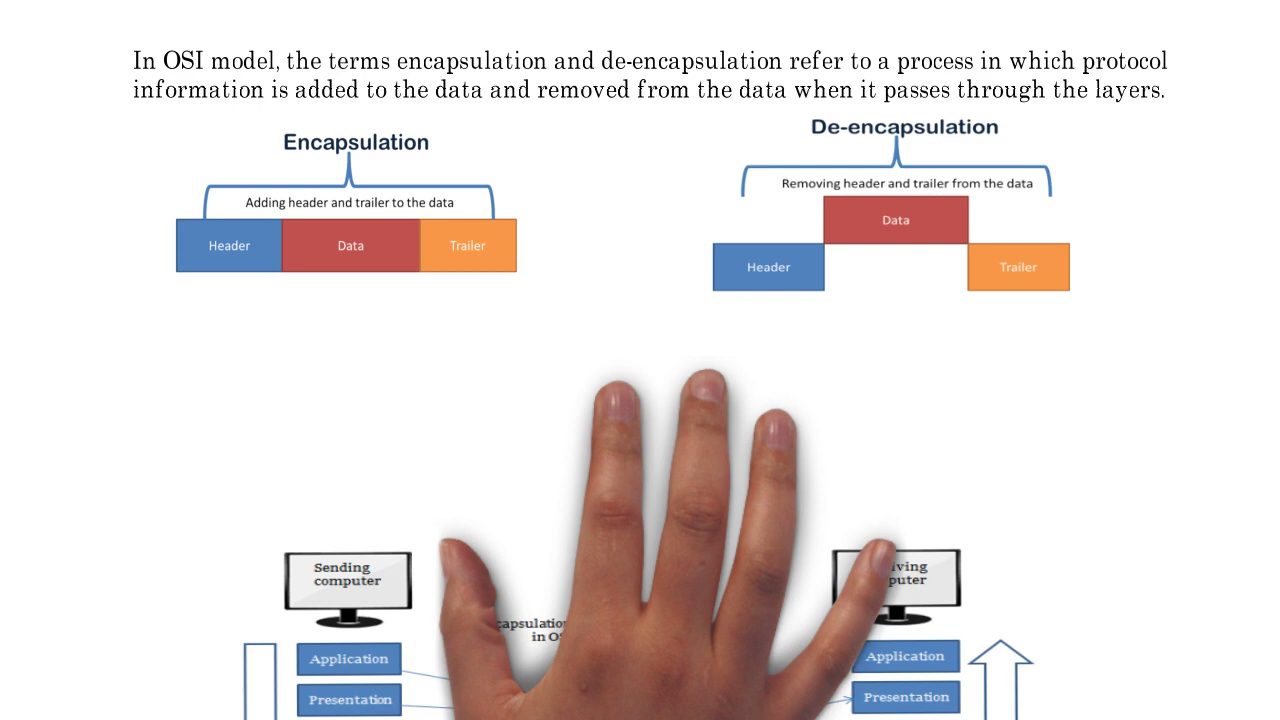 In OSI model, the terms encapsulation and de-encapsulation refer to a process in which protocol
information is added to the data and removed from the data when it passes through the layers.
Encapsulation
De-encapsulation
Adding header and trailer to the data
Removing header and trailer from the data
Header Data Trailer
Data
Header Trailer
Sending
computer
in
Application
Presentation
Application
Presentation